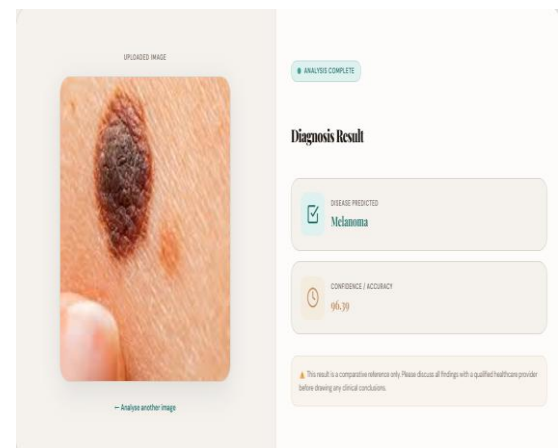 UPLOADED IMAGE
← Analyse another image
ANALYSIS COMPLETE
Diagnosis Result
DISEASE PREDICTED
Melanoma
CONFIDENCE / ACCURACY
96.39
⚠ This result is a comparative reference only. Please discuss all findings with a qualified healthcare provider
before drawing any clinical conclusions.